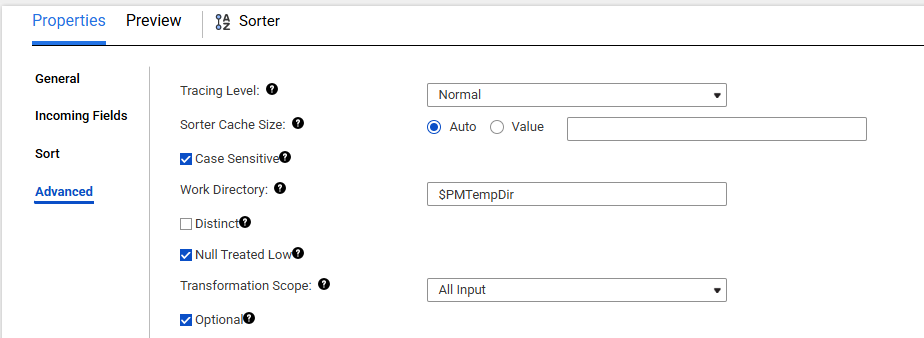 Properties Preview Sorter
General
Incoming Fields
Sort
Advanced
Tracing Level: Normal
Sorter Cache Size: Auto Value
Case Sensitive
Work Directory: $PMTempDir
Distinct
Null Treated Low
Transformation Scope: All Input
Optional